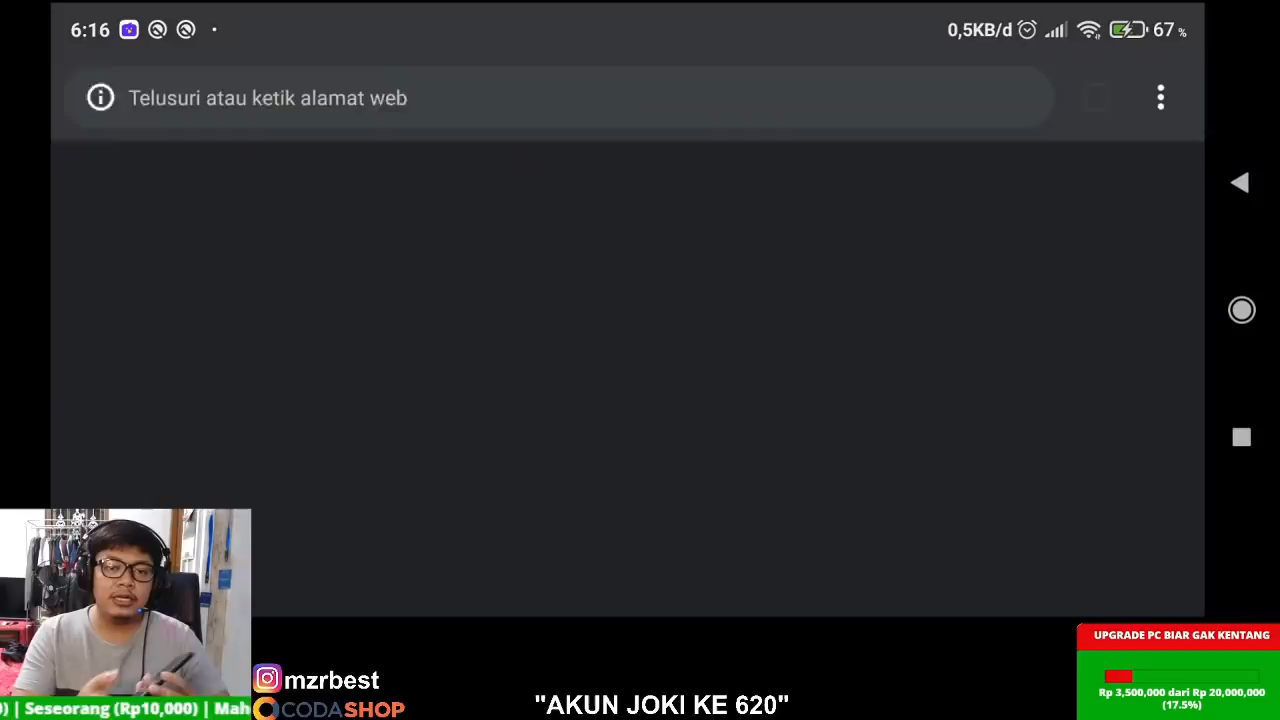 6:16
0,5KB/d
67 %
Telusuri atau ketik alamat web
UPGRADE PC BIAR GAK KENTANG
Rp 3,500,000 dari Rp 20,000,000
(17.5%)
mzrbest
"AKUN JOKI KE 620"
CODASHOP
0) | Seseorang (Rp10,000) | Mah